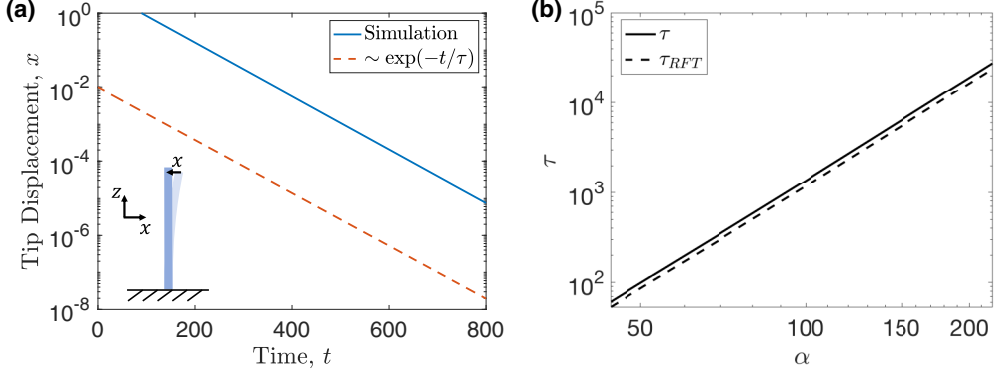 (a)
10^0
10^-2
10^-4
10^-6
10^-8
Tip Displacement, x
Simulation
∼ exp(−t/τ)
x
z
x
0
200
400
600
800
Time, t
(b)
10^5
10^4
10^3
10^2
τ
τ_RFT
τ
50
100
150
200
α